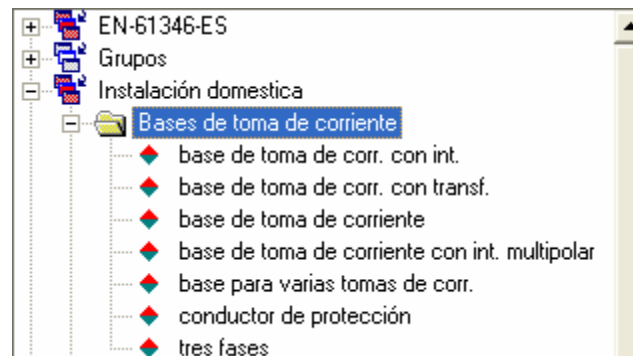 EN-61346-ES
Grupos
Instalación domestica
Bases de toma de corriente
base de toma de corr. con int.
base de toma de corr. con transf.
base de toma de corriente
base de toma de corriente con int. multipolar
base para varias tomas de corr.
conductor de protección
tres fases